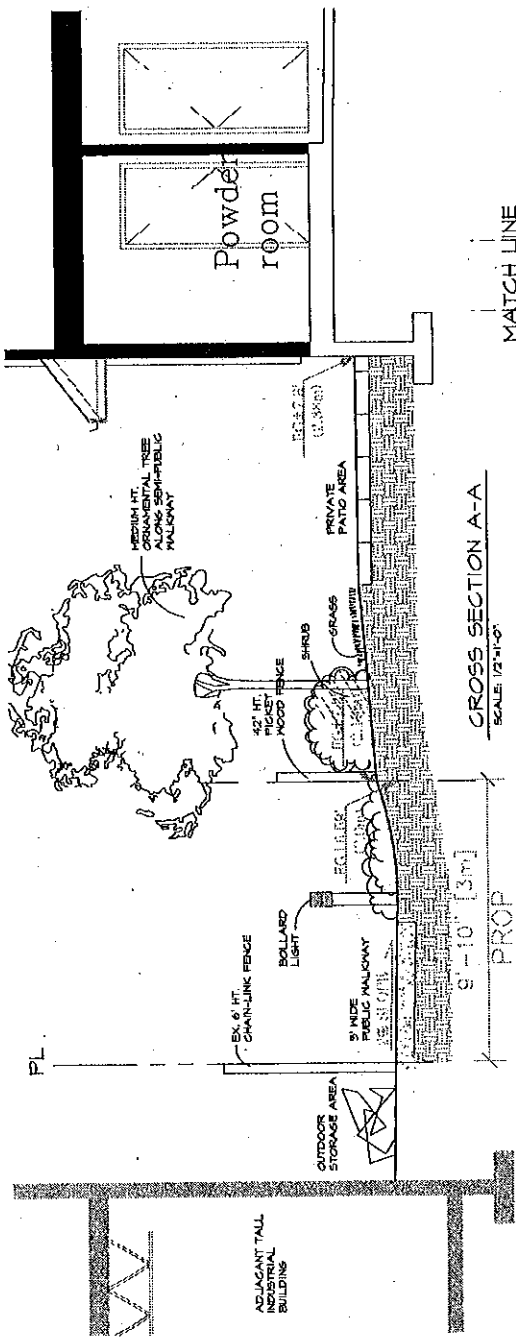 PL
ADJACANT TALL
INDUSTRIAL
BUILDING
OUTDOOR
STORAGE AREA
EX. 6' HT.
CHAIN-LINK FENCE
5' WIDE
PUBLIC WALKWAY
BOLLARD
LIGHT
42" HT.
PICKET
WOOD FENCE
SHRUB
GRASS
MEDIUM HT.
ORNAMENTAL TREE
ALONG SEMI-PUBLIC
WALKWAY
PRIVATE
PATIO AREA
Powder
room
9'-10" [3m]
PROP
CROSS SECTION A-A
SCALE: 1/2"=1'-0"
MATCH LINE